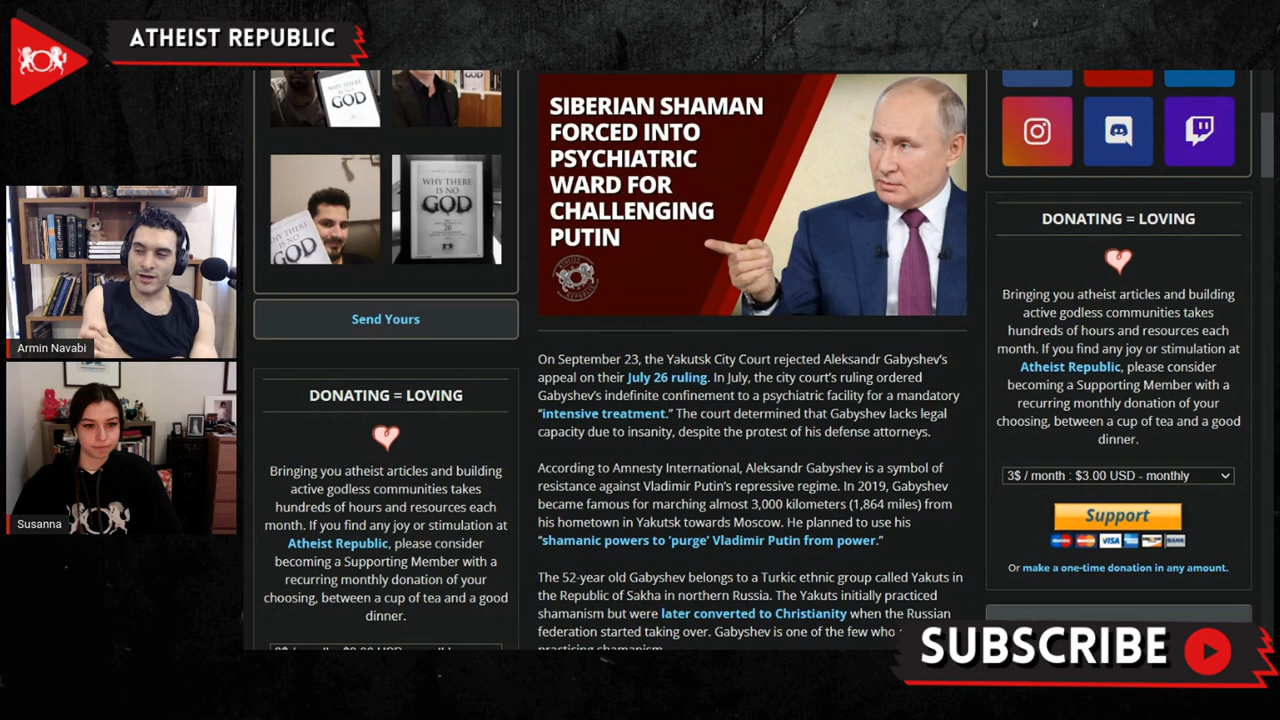 ATHEIST REPUBLIC
Armin Navabi
Susanna
GOD
GOD
WHY THERE
IS NO
GOD
WHY THERE
IS NO
GOD
20
Send Yours
DONATING = LOVING
Bringing you atheist articles and building
active godless communities takes
hundreds of hours and resources each
month. If you find any joy or stimulation at
Atheist Republic, please consider
becoming a Supporting Member with a
recurring monthly donation of your
choosing, between a cup of tea and a good
dinner.
SIBERIAN SHAMAN
FORCED INTO
PSYCHIATRIC
WARD FOR
CHALLENGING
PUTIN
On September 23, the Yakutsk City Court rejected Aleksandr Gabyshev's
appeal on their July 26 ruling. In July, the city court's ruling ordered
Gabyshev's indefinite confinement to a psychiatric facility for a mandatory
“intensive treatment.” The court determined that Gabyshev lacks legal
capacity due to insanity, despite the protest of his defense attorneys.
According to Amnesty International, Aleksandr Gabyshev is a symbol of
resistance against Vladimir Putin's repressive regime. In 2019, Gabyshev
became famous for marching almost 3,000 kilometers (1,864 miles) from
his hometown in Yakutsk towards Moscow. He planned to use his
“shamanic powers to ‘purge’ Vladimir Putin from power.”
The 52-year old Gabyshev belongs to a Turkic ethnic group called Yakuts in
the Republic of Sakha in northern Russia. The Yakuts initially practiced
shamanism but were later converted to Christianity when the Russian
federation started taking over. Gabyshev is one of the few who
practicing shamanism.
DONATING = LOVING
Bringing you atheist articles and building
active godless communities takes
hundreds of hours and resources each
month. If you find any joy or stimulation at
Atheist Republic, please consider
becoming a Supporting Member with a
recurring monthly donation of your
choosing, between a cup of tea and a good
dinner.
3$ / month : $3.00 USD - monthly
Support
VISA
BANK
Or make a one-time donation in any amount.
SUBSCRIBE